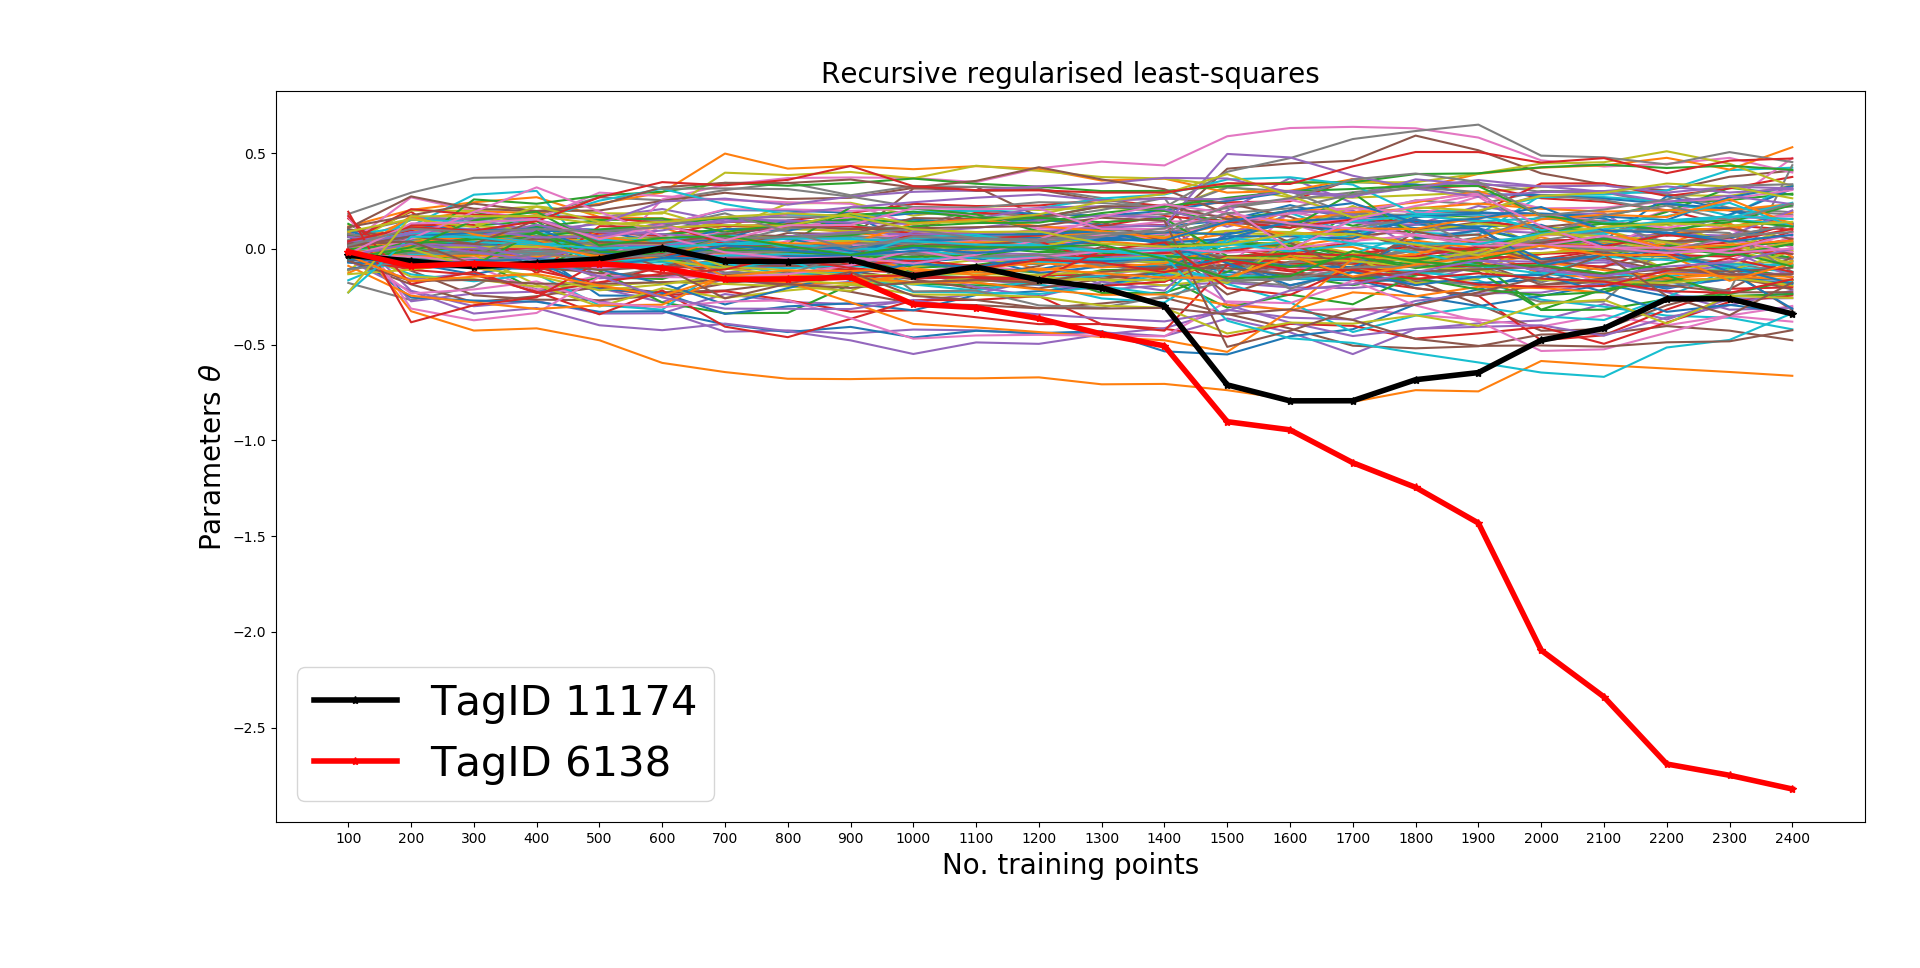 Recursive regularised least-squares
0.5
0.0
−0.5
−1.0
−1.5
−2.0
−2.5
Parameters θ
TagID 11174
TagID 6138
100 200 300 400 500 600 700 800 900 1000 1100 1200 1300 1400 1500 1600 1700 1800 1900 2000 2100 2200 2300 2400
No. training points